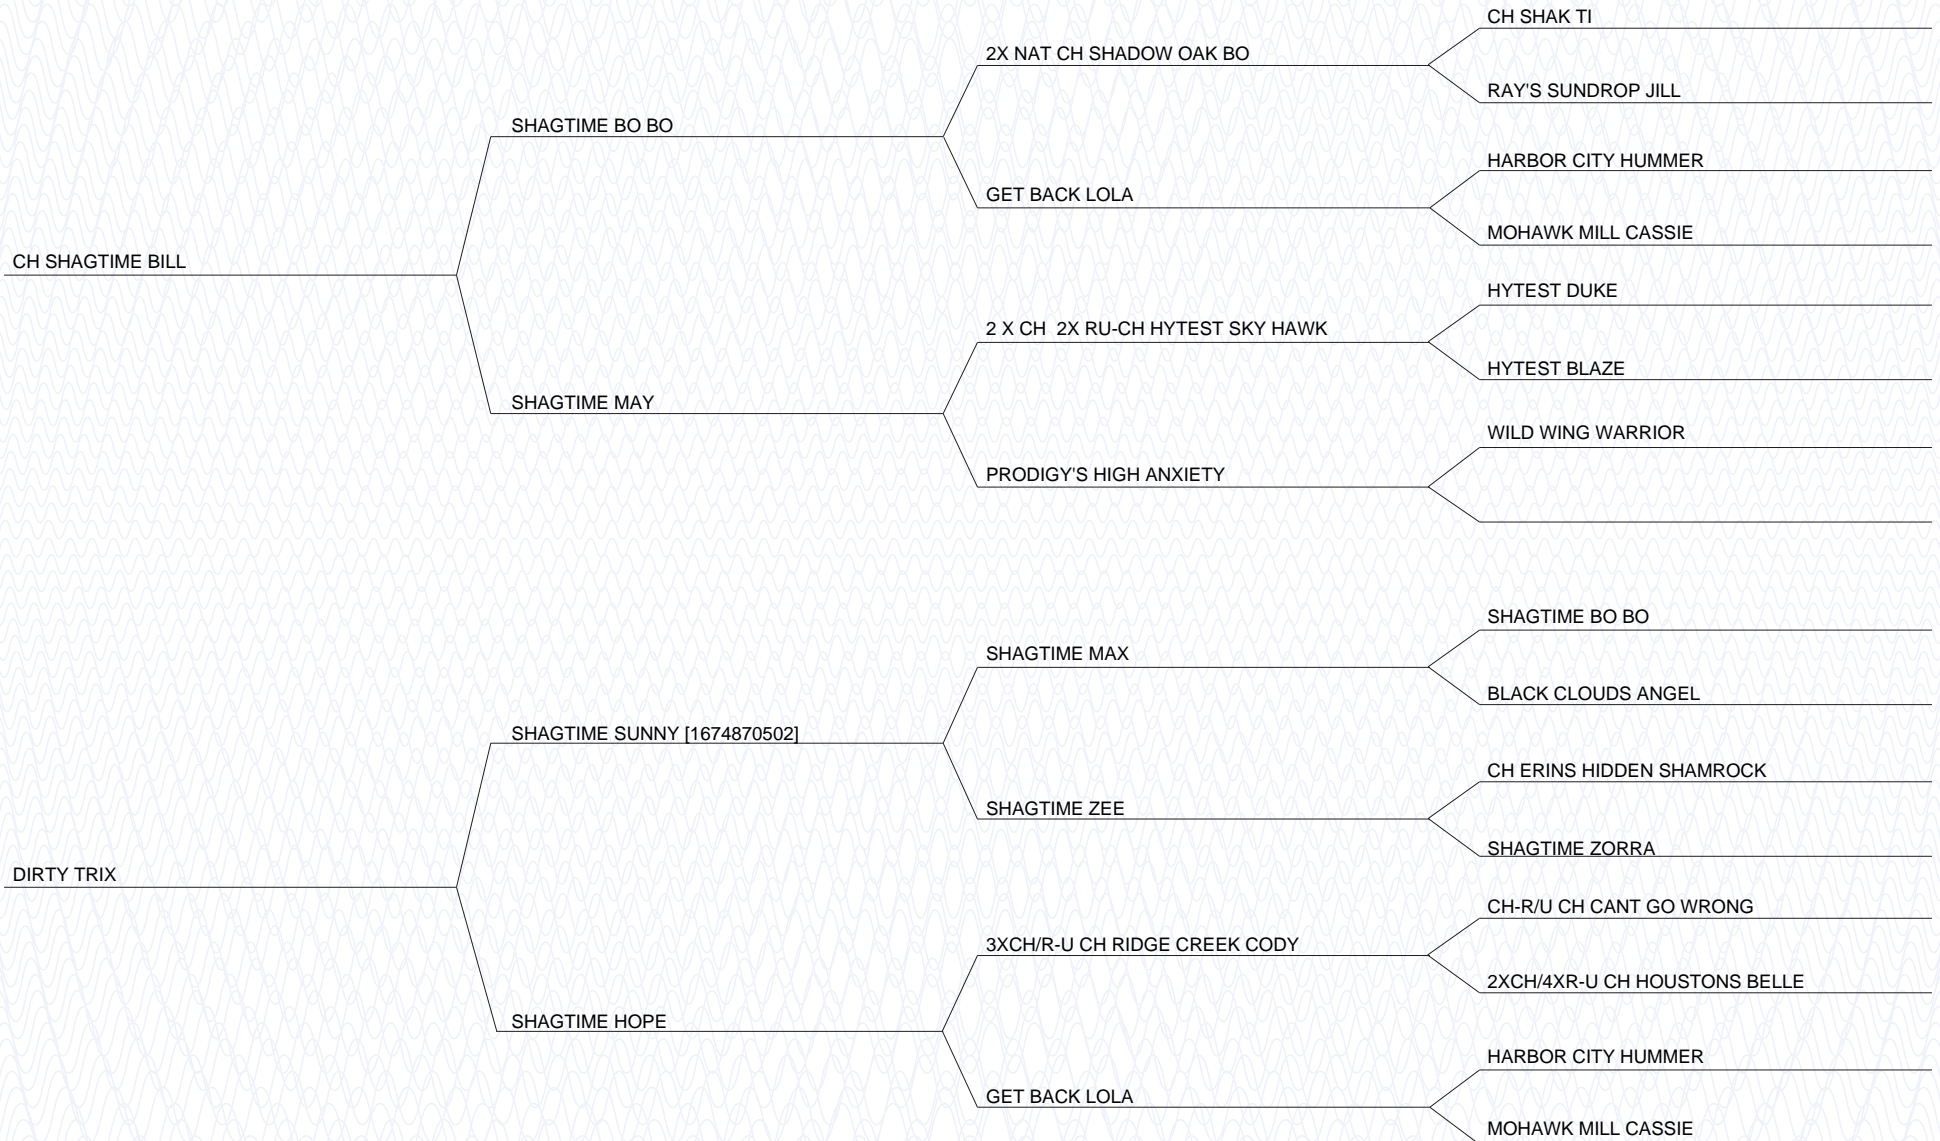 CH SHAK TI
2X NAT CH SHADOW OAK BO
RAY'S SUNDROP JILL
SHAGTIME BO BO
HARBOR CITY HUMMER
GET BACK LOLA
MOHAWK MILL CASSIE
CH SHAGTIME BILL
HYTEST DUKE
2 X CH  2X RU-CH HYTEST SKY HAWK
HYTEST BLAZE
SHAGTIME MAY
WILD WING WARRIOR
PRODIGY'S HIGH ANXIETY
SHAGTIME BO BO
SHAGTIME MAX
BLACK CLOUDS ANGEL
SHAGTIME SUNNY [1674870502]
CH ERINS HIDDEN SHAMROCK
SHAGTIME ZEE
SHAGTIME ZORRA
DIRTY TRIX
CH-R/U CH CANT GO WRONG
3XCH/R-U CH RIDGE CREEK CODY
2XCH/4XR-U CH HOUSTONS BELLE
SHAGTIME HOPE
HARBOR CITY HUMMER
GET BACK LOLA
MOHAWK MILL CASSIE